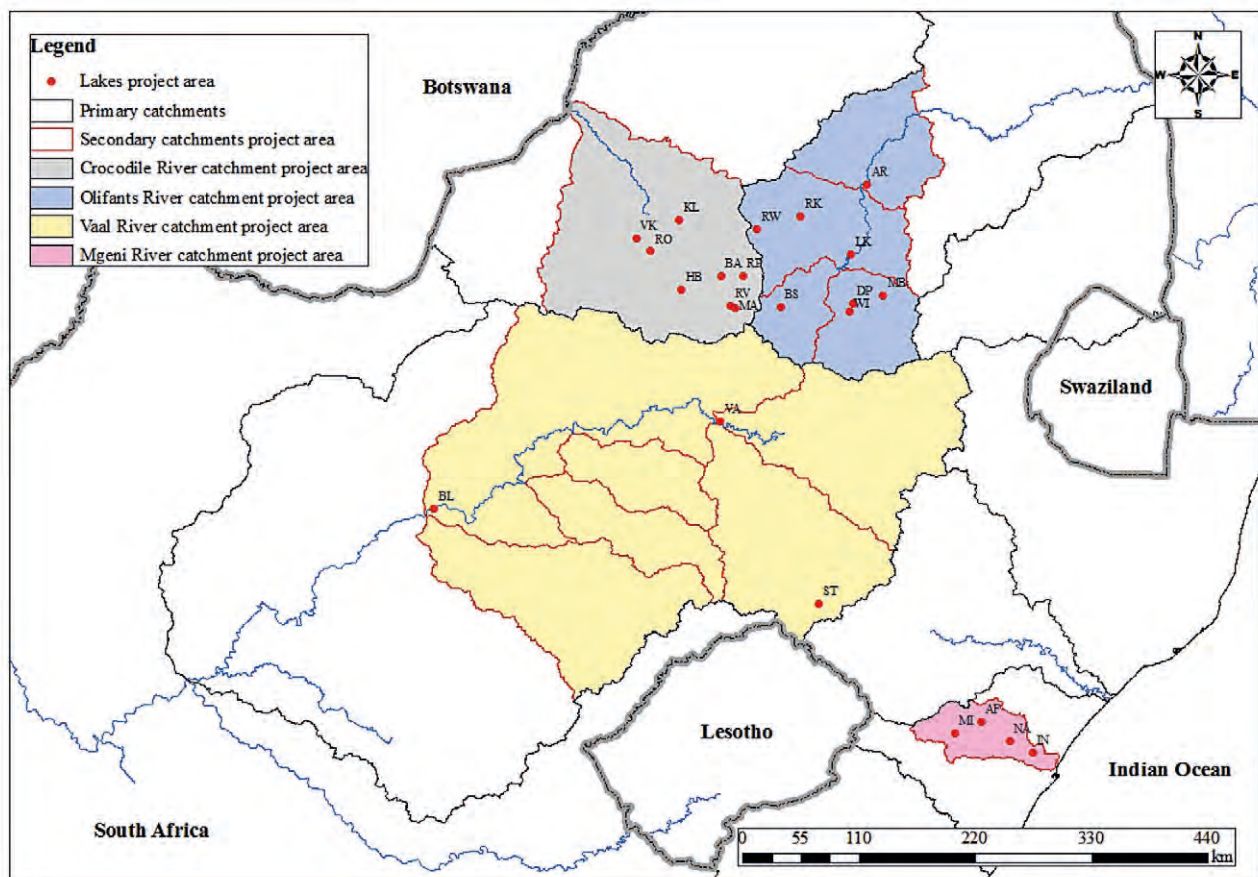 Legend
Lakes project area
Primary catchments
Secondary catchments project area
Crocodile River catchment project area
Olifants River catchment project area
Vaal River catchment project area
Mgeni River catchment project area
Botswana
N
W E
S
AR
KL
RK
RW
VK
RO
LK
BA
HB
MB
DP
RV
MA
BS
WI
Swaziland
VA
BL
ST
AF
MI
NA
IN
Lesotho
Indian Ocean
South Africa
0 55 110 220 330 440
km